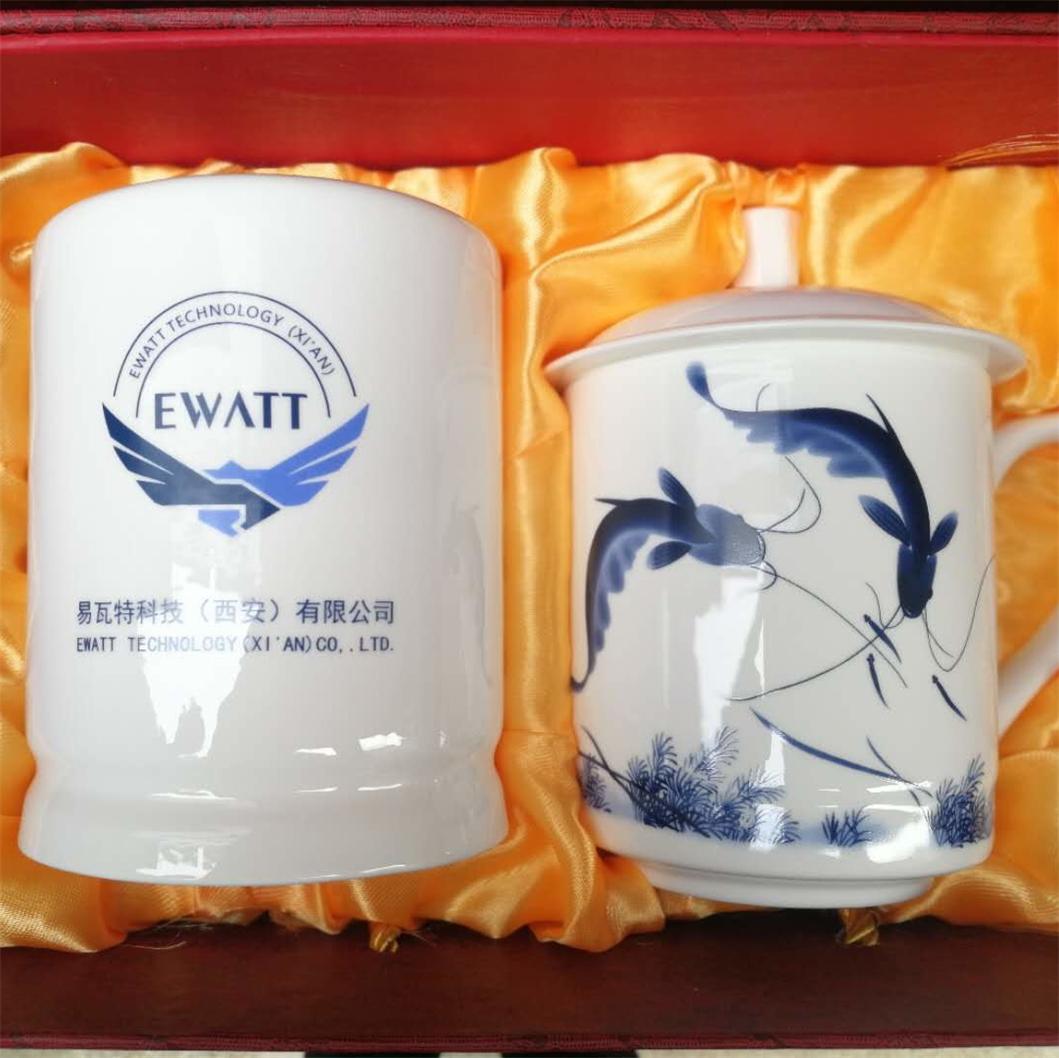 EWATT TECHNOLOGY (XI'AN)
EWATT
易瓦特科技（西安）有限公司
EWATT TECHNOLOGY(XI'AN)CO,.LTD.